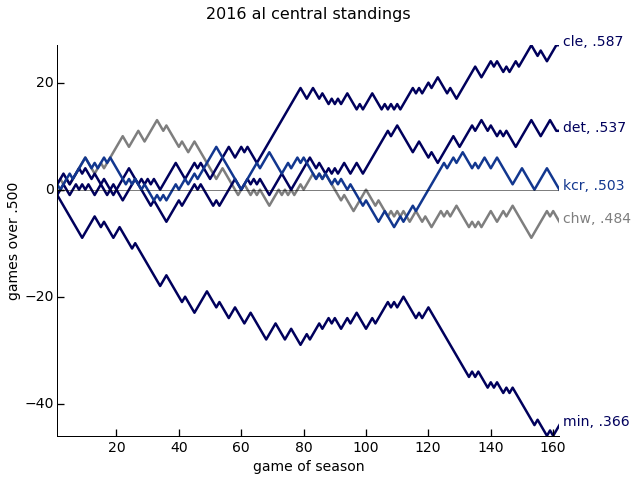 2016 al central standings
cle, .587
det, .537
kcr, .503
chw, .484
min, .366
games over .500
20
0
−20
−40
20
40
60
80
100
120
140
160
game of season